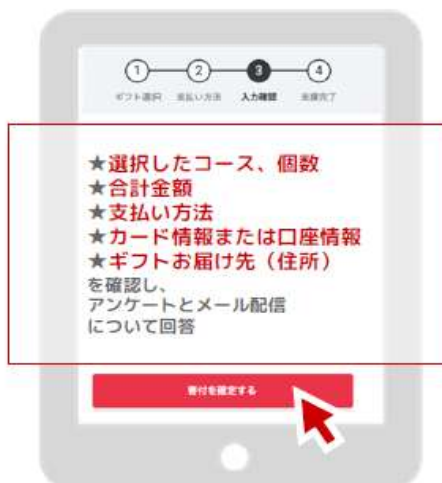 1 2 3 4
ギフト選択 支払い方法 入力確認 支援完了
★選択したコース、個数
★合計金額
★支払い方法
★カード情報または口座情報
★ギフトお届け先（住所）
を確認し、
アンケートとメール配信
について回答
寄付を確定する